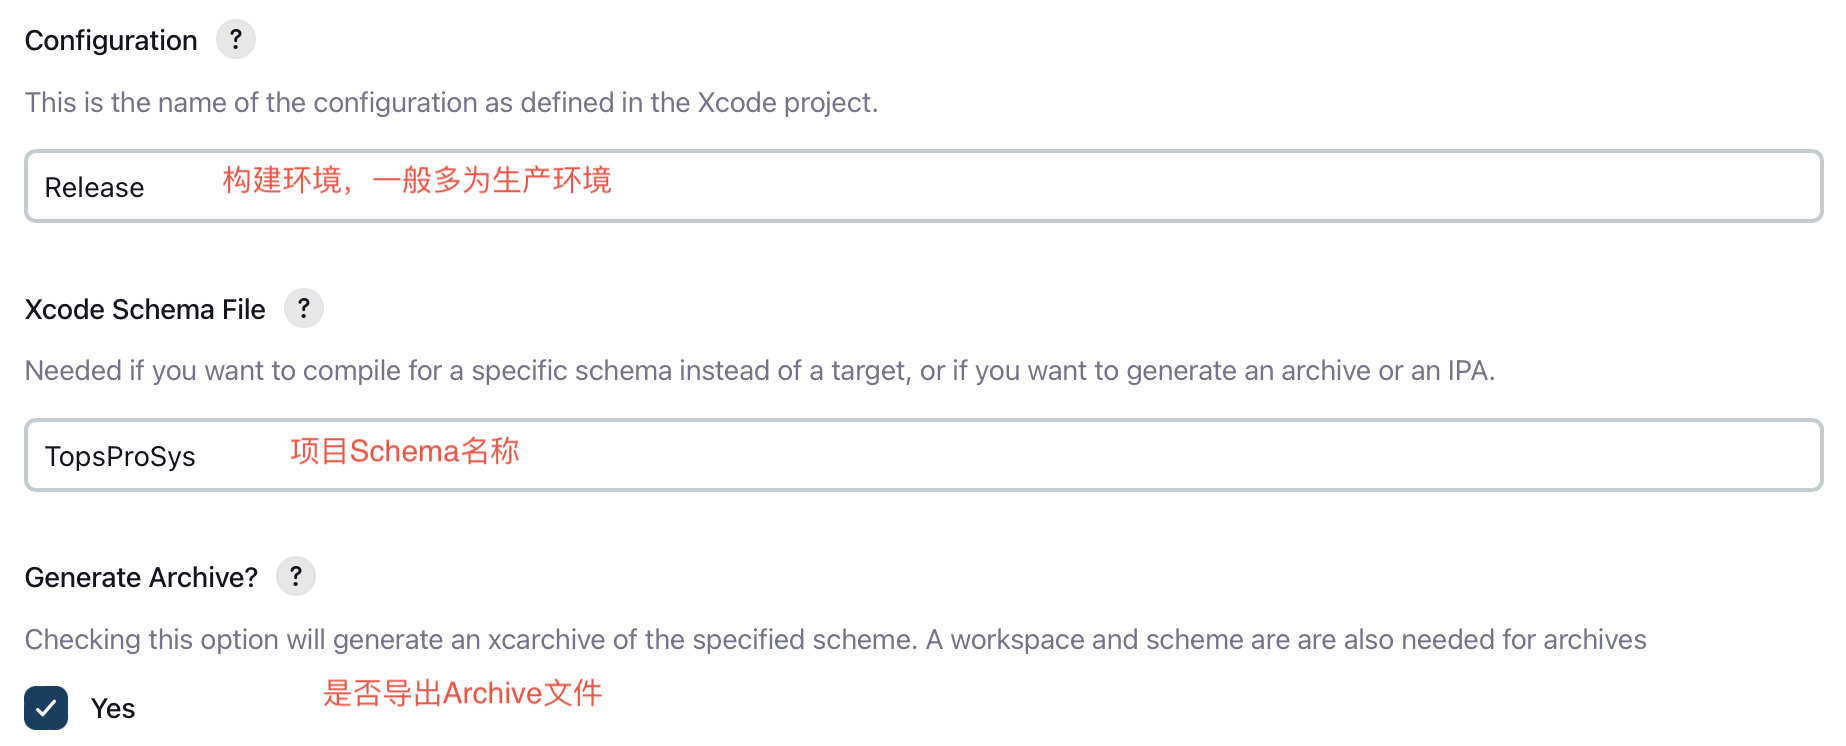 Configuration ?
This is the name of the configuration as defined in the Xcode project.
Release 构建环境，一般多为生产环境
Xcode Schema File ?
Needed if you want to compile for a specific schema instead of a target, or if you want to generate an archive or an IPA.
TopsProSys 项目Schema名称
Generate Archive? ?
Checking this option will generate an xcarchive of the specified scheme. A workspace and scheme are are also needed for archives
Yes 是否导出Archive文件